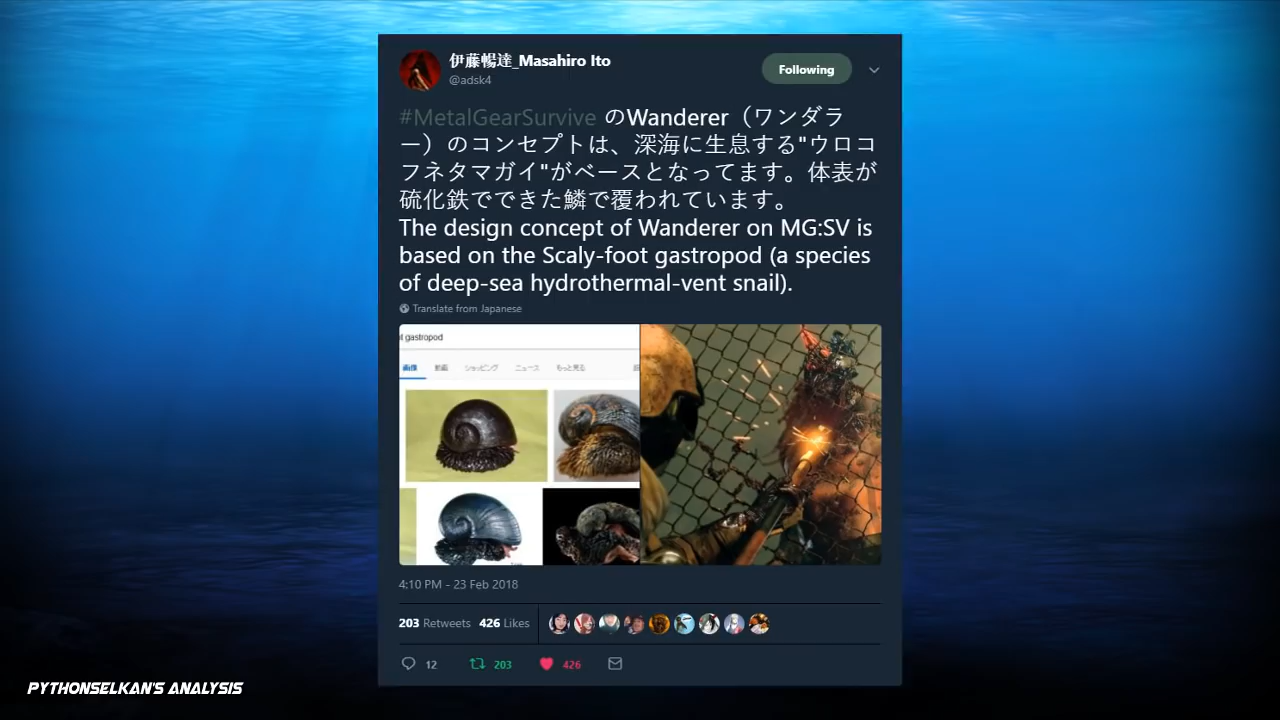 伊藤暢達_Masahiro Ito
@adsk4
Following
#MetalGearSurvive のWanderer（ワンダラ
ー）のコンセプトは、深海に生息する"ウロコ
フネタマガイ"がベースとなってます。体表が
硫化鉄でできた鱗で覆われています。
The design concept of Wanderer on MG:SV is
based on the Scaly-foot gastropod (a species
of deep-sea hydrothermal-vent snail).
Translate from Japanese
gastropod
画像 動画 ショッピング ニュース もっと見る
4:10 PM - 23 Feb 2018
203 Retweets 426 Likes
12 203 426
PYTHONSELKAN'S ANALYSIS